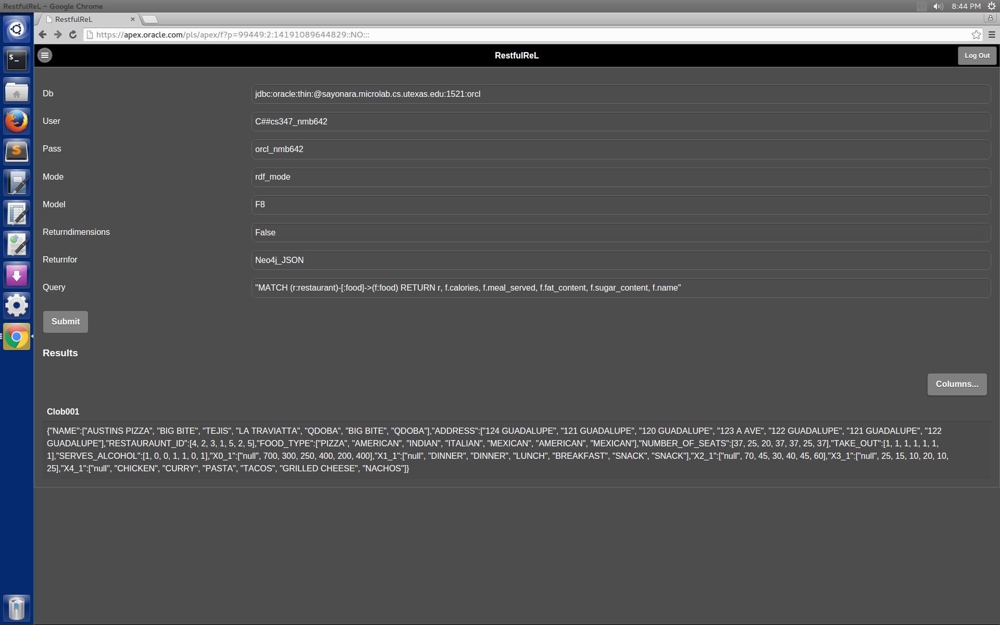 RestfulReL – Google Chrome
En
8:44 PM
RestfulReL
https://apex.oracle.com/pls/apex/f?p=99449:2:14191089644829::NO:::
RestfulReL
Log Out
Db
jdbc:oracle:thin:@sayonara.microlab.cs.utexas.edu:1521:orcl
User
C##cs347_nmb642
Pass
orcl_nmb642
Mode
rdf_mode
Model
F8
Returndimensions
False
Returnfor
Neo4j_JSON
Query
"MATCH (r:restaurant)-[:food]->(f:food) RETURN r, f.calories, f.meal_served, f.fat_content, f.sugar_content, f.name"
Submit
Results
Columns...
Clob001
{"NAME":["AUSTINS PIZZA", "BIG BITE", "TEJIS", "LA TRAVIATTA", "QDOBA", "BIG BITE", "QDOBA"],"ADDRESS":["124 GUADALUPE", "121 GUADALUPE", "120 GUADALUPE", "123 A AVE", "122 GUADALUPE", "121 GUADALUPE", "122
GUADALUPE"],"RESTAURAUNT_ID":[4, 2, 3, 1, 5, 2, 5],"FOOD_TYPE":["PIZZA", "AMERICAN", "INDIAN", "ITALIAN", "MEXICAN", "AMERICAN", "MEXICAN"],"NUMBER_OF_SEATS":[37, 25, 20, 37, 37, 25, 37],"TAKE_OUT":[1, 1, 1, 1, 1, 1,
1],"SERVES_ALCOHOL":[1, 0, 0, 1, 1, 0, 1],"X0_1":["null", 700, 300, 250, 400, 200, 400],"X1_1":["null", "DINNER", "DINNER", "LUNCH", "BREAKFAST", "SNACK", "SNACK"],"X2_1":["null", 70, 45, 30, 40, 45, 60],"X3_1":["null", 25, 15, 10, 20, 10,
25],"X4_1":["null", "CHICKEN", "CURRY", "PASTA", "TACOS", "GRILLED CHEESE", "NACHOS"]}